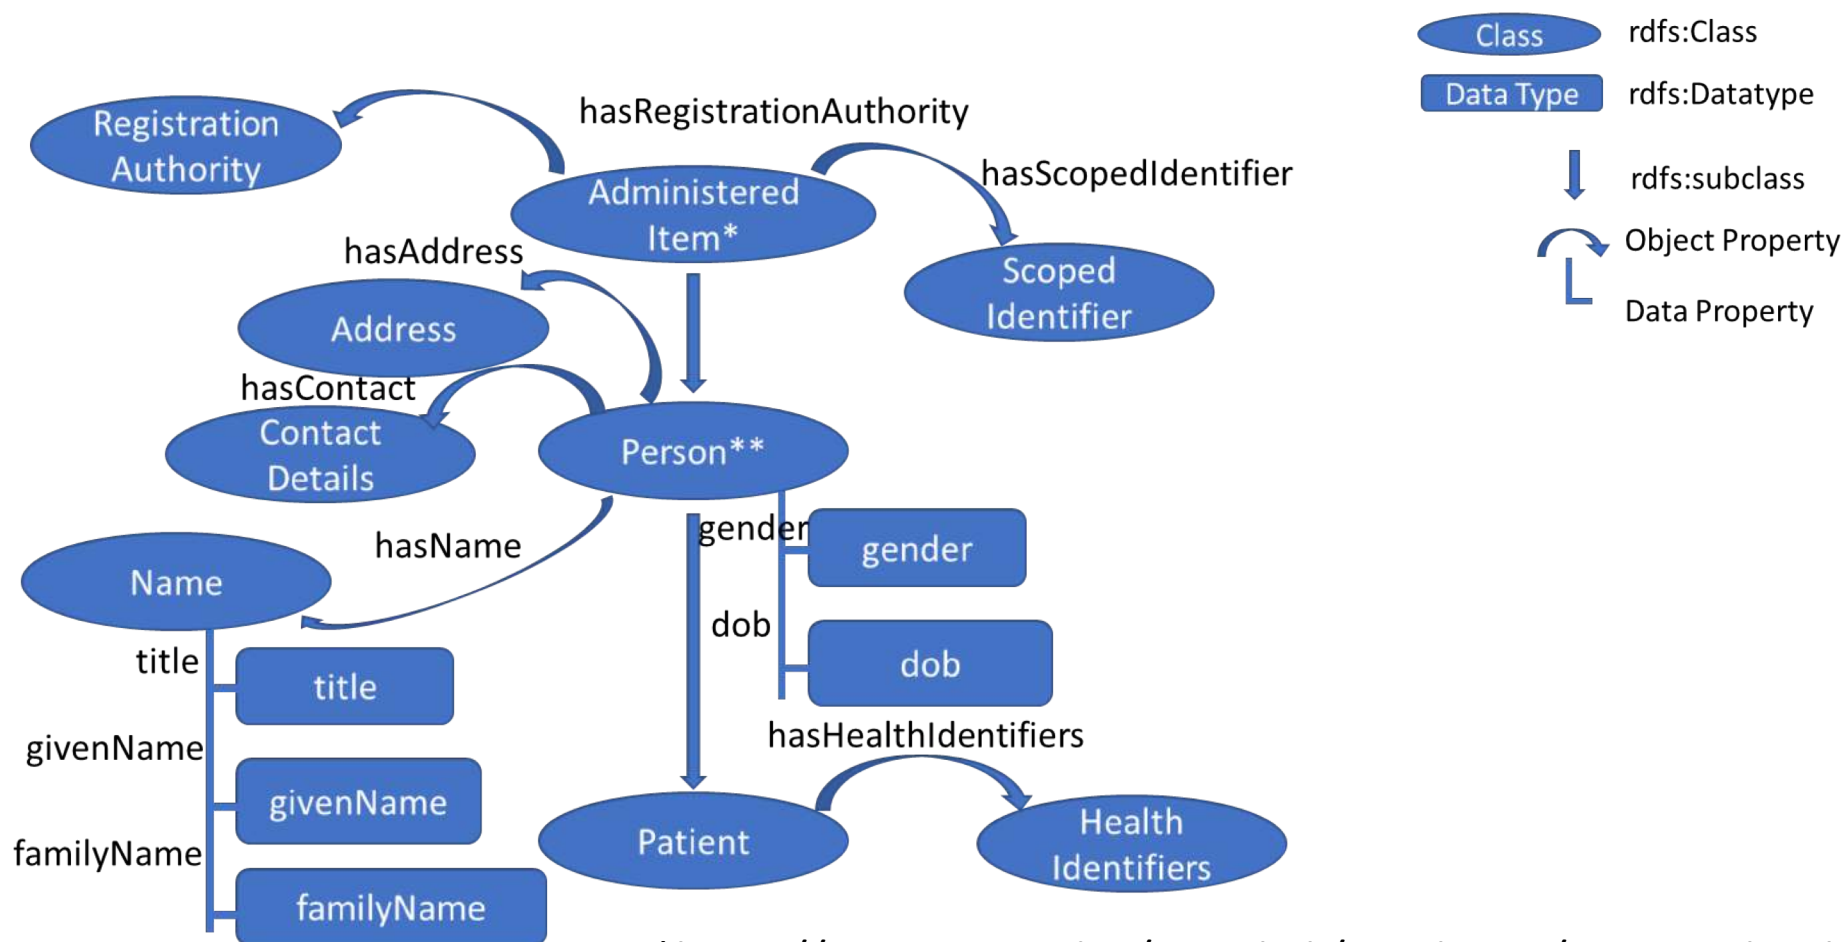 Class
rdfs:Class
Data Type
rdfs:Datatype
rdfs:subclass
Object Property
Data Property
Registration
Authority
hasRegistrationAuthority
Administered
Item*
hasScopedIdentifier
Scoped
Identifier
hasAddress
Address
hasContact
Contact
Details
Person**
hasName
Name
gender
gender
dob
dob
title
title
givenName
givenName
familyName
familyName
hasHealthIdentifiers
Patient
Health
Identifiers